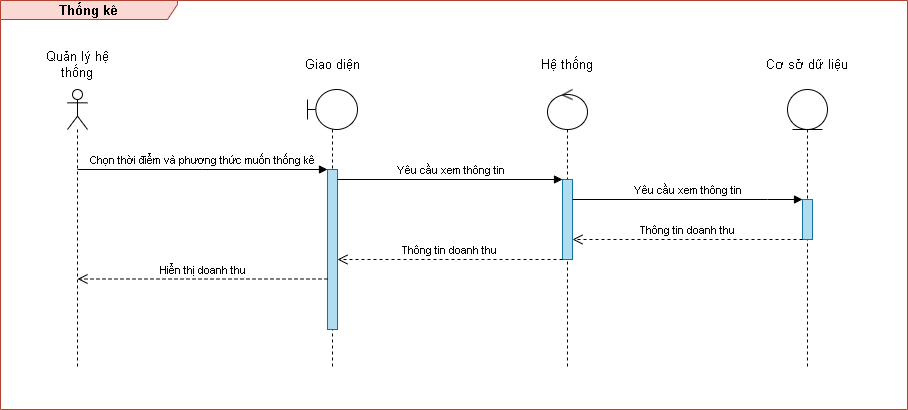 Thống kê
Quản lý hệ
thống
Giao diện
Hệ thống
Cơ sở dữ liệu
Chọn thời điểm và phương thức muốn thống kê
Yêu cầu xem thông tin
Yêu cầu xem thông tin
Thông tin doanh thu
Thông tin doanh thu
Hiển thị doanh thu